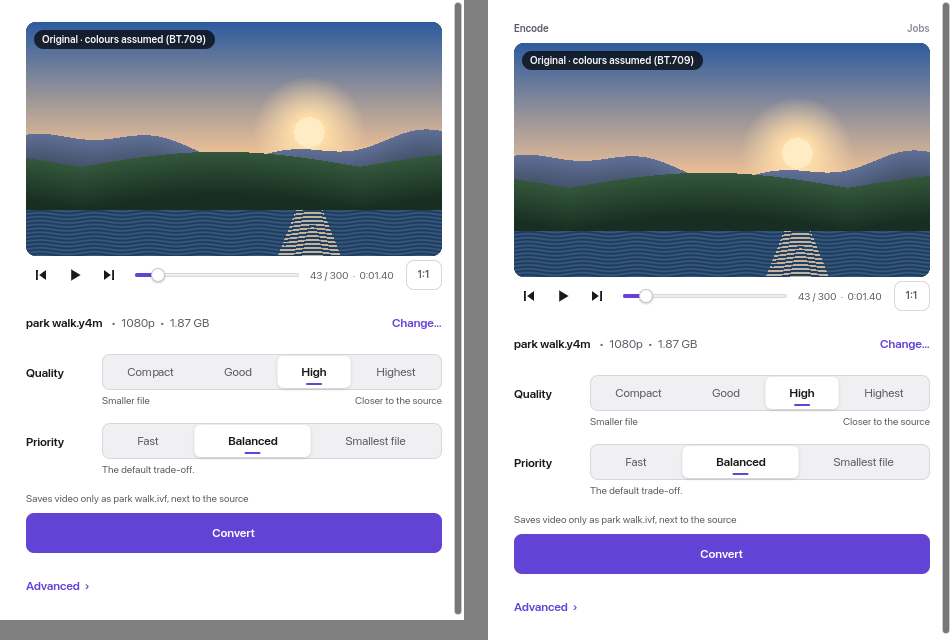 Original · colours assumed (BT.709)
43 / 300 · 0:01.40
1:1
park walk.y4m • 1080p • 1.87 GB
Change...
Quality
Compact
Good
High
Highest
Smaller file
Closer to the source
Priority
Fast
Balanced
Smallest file
The default trade-off.
Saves video only as park walk.ivf, next to the source
Convert
Advanced ›
Encode
Jobs
Original · colours assumed (BT.709)
43 / 300 · 0:01.40
1:1
park walk.y4m • 1080p • 1.87 GB
Change...
Quality
Compact
Good
High
Highest
Smaller file
Closer to the source
Priority
Fast
Balanced
Smallest file
The default trade-off.
Saves video only as park walk.ivf, next to the source
Convert
Advanced ›